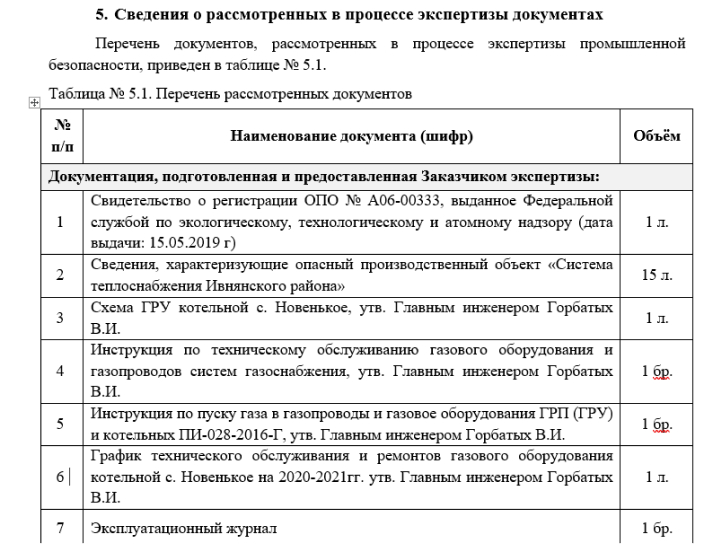 5. Сведения о рассмотренных в процессе экспертизы документах
Перечень документов, рассмотренных в процессе экспертизы промышленной
безопасности, приведен в таблице № 5.1.
Таблица № 5.1. Перечень рассмотренных документов
№
п/п
Наименование документа (шифр)
Объём
Документация, подготовленная и предоставленная Заказчиком экспертизы:
1
Свидетельство о регистрации ОПО № А06-00333, выданное Федеральной
службой по экологическому, технологическому и атомному надзору (дата
выдачи: 15.05.2019 г)
1 л.
2
Сведения, характеризующие опасный производственный объект «Система
теплоснабжения Ивнянского района»
15 л.
3
Схема ГРУ котельной с. Новенькое, утв. Главным инженером Горбатых
В.И.
1 л.
4
Инструкция по техническому обслуживанию газового оборудования и
газопроводов систем газоснабжения, утв. Главным инженером Горбатых
В.И.
1 бр.
5
Инструкция по пуску газа в газопроводы и газовое оборудования ГРП (ГРУ)
и котельных ПИ-028-2016-Г, утв. Главным инженером Горбатых В.И.
1 бр.
6
График технического обслуживания и ремонтов газового оборудования
котельной с. Новенькое на 2020-2021гг. утв. Главным инженером Горбатых
В.И.
1 л.
7
Эксплуатационный журнал
1 бр.